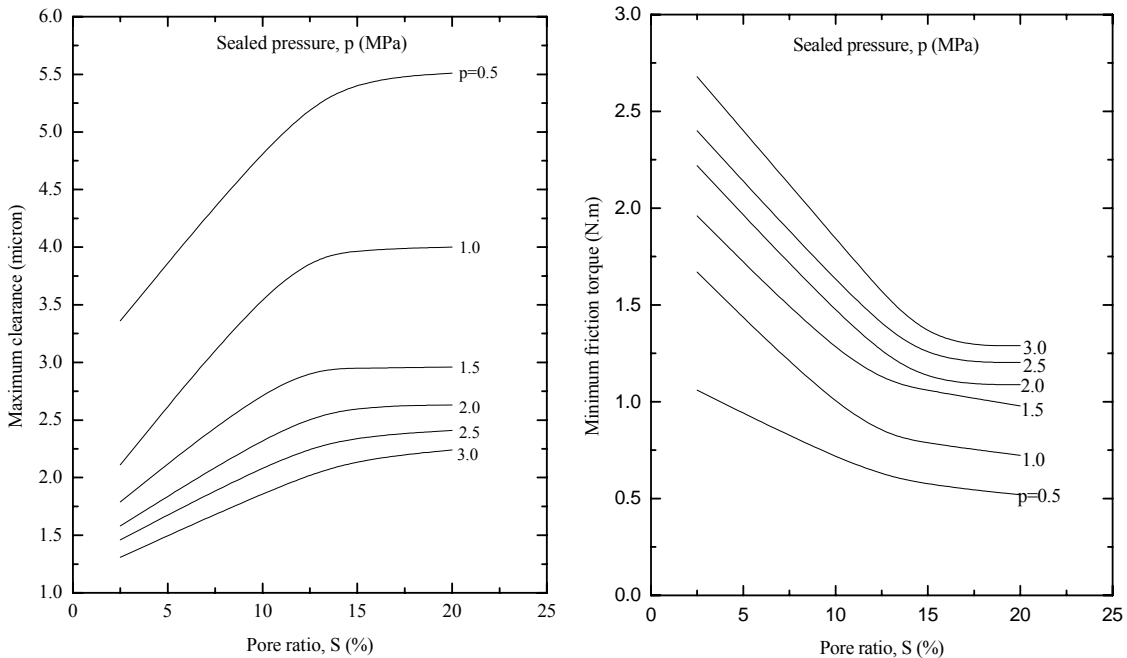 Sealed pressure, p (MPa)
Maximum clearance (micron)
6.0
5.5
5.0
4.5
4.0
3.5
3.0
2.5
2.0
1.5
1.0
p=0.5
1.0
1.5
2.0
2.5
3.0
0 5 10 15 20 25
Pore ratio, S (%)
Sealed pressure, p (MPa)
Minimum friction torque (N.m)
3.0
2.5
2.0
1.5
1.0
0.5
0.0
3.0
2.5
2.0
1.5
1.0
p=0.5
0 5 10 15 20 25
Pore ratio, S (%)